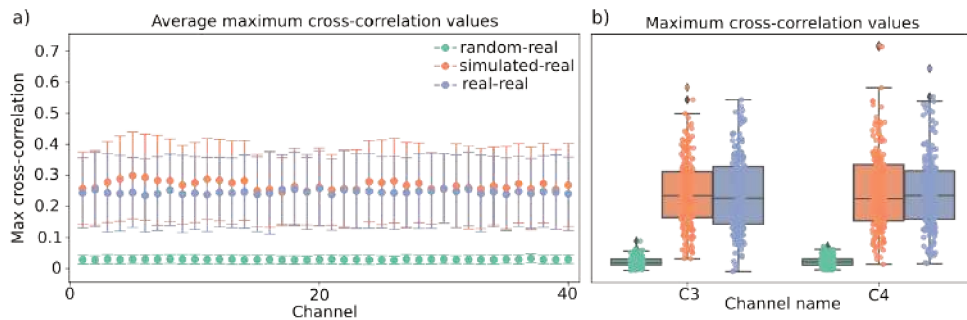 a)
Average maximum cross-correlation values
Max cross-correlation
0.7
0.6
0.5
0.4
0.3
0.2
0.1
0
random-real
simulated-real
real-real
0
20
40
Channel
b)
Maximum cross-correlation values
C3
C4
Channel name